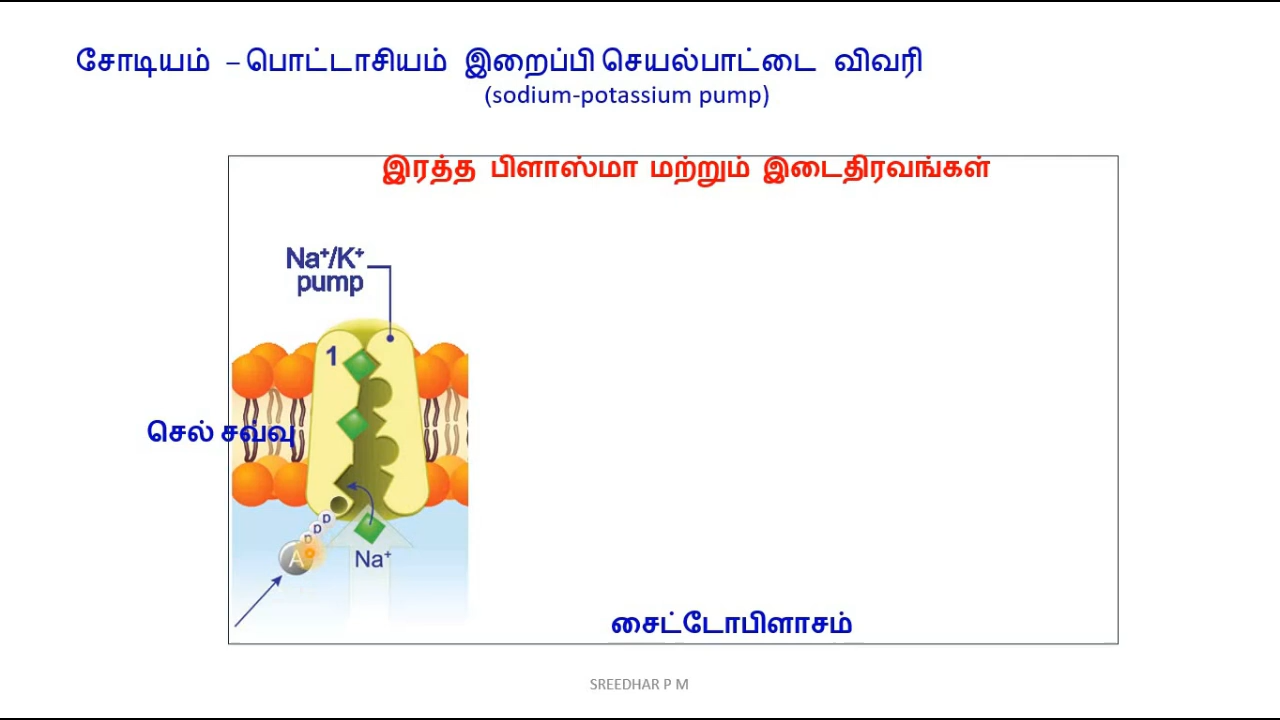 சோடியம் – பொட்டாசியம் இறைப்பி செயல்பாட்டை விவரி
(sodium-potassium pump)
இரத்த பிளாஸ்மா மற்றும் இடைதிரவங்கள்
Na⁺/K⁺
pump
1
செல் சவ்வு
P
P
P
A
Na⁺
சைட்டோபிளாசம்
SREEDHAR P M